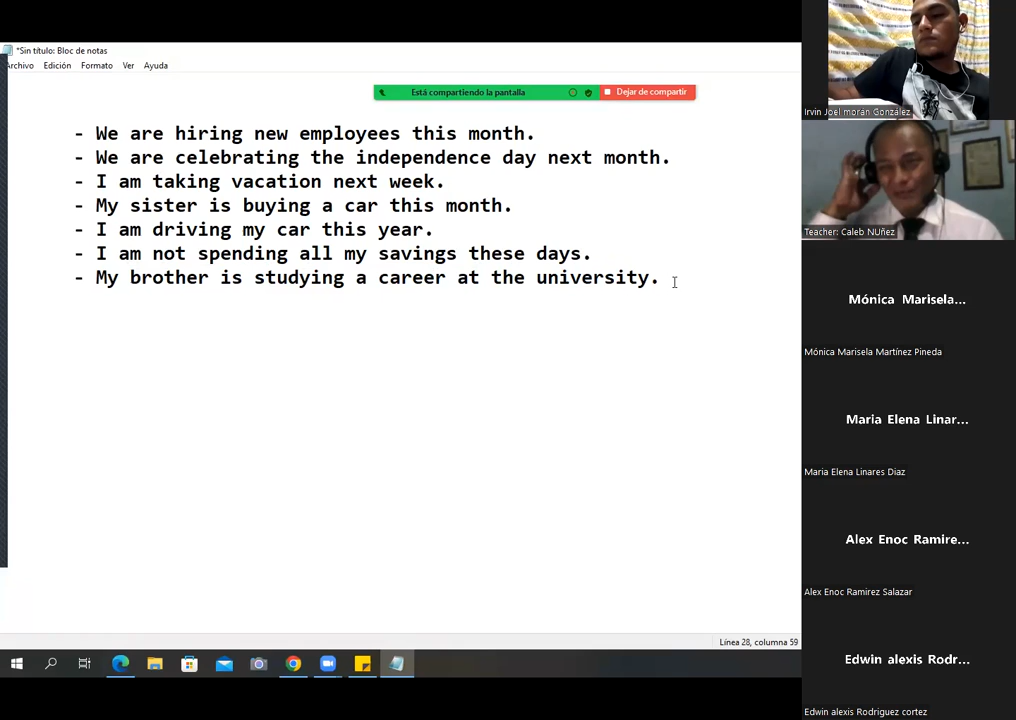 *Sin título: Bloc de notas
Archivo Edición Formato Ver Ayuda
Está compartiendo la pantalla Dejar de compartir
- We are hiring new employees this month.
- We are celebrating the independence day next month.
- I am taking vacation next week.
- My sister is buying a car this month.
- I am driving my car this year.
- I am not spending all my savings these days.
- My brother is studying a career at the university.
Línea 28, columna 59
Irvin Joel morán González
Teacher: Caleb NUñez
Mónica Marisela...
Mónica Marisela Martínez Pineda
Maria Elena Linar...
Maria Elena Linares Diaz
Alex Enoc Ramire...
Alex Enoc Ramirez Salazar
Edwin alexis Rodr...
Edwin alexis Rodriguez cortez